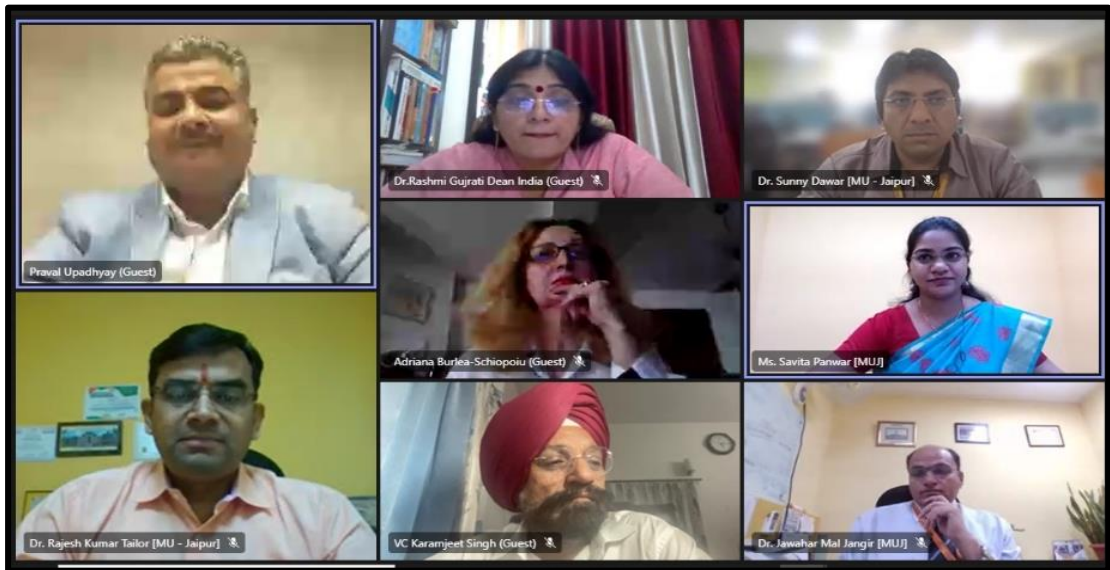 Praval Upadhyay (Guest)
Dr.Rashmi Gujrati Dean India (Guest)
Dr. Sunny Dawar [MU - Jaipur]
Adriana Burlea-Schiopoiu (Guest)
Ms. Savita Panwar [MUJ]
Dr. Rajesh Kumar Tailor [MU - Jaipur]
VC Karamjeet Singh (Guest)
Dr. Jawahar Mal Jangir [MUJ]